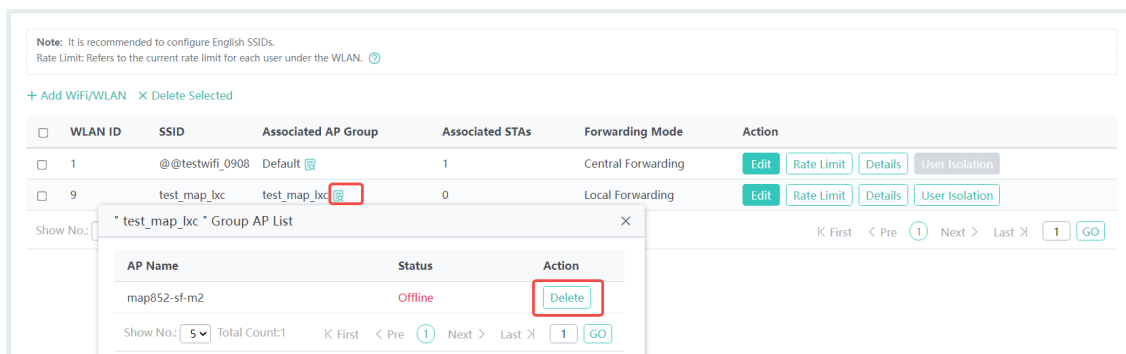 Note: It is recommended to configure English SSIDs.
Rate Limit: Refers to the current rate limit for each user under the WLAN. ?
+ Add WiFi/WLAN × Delete Selected
WLAN ID SSID Associated AP Group Associated STAs Forwarding Mode Action
1 @@testwifi_0908 Default 1 Central Forwarding Edit Rate Limit Details User Isolation
9 test_map_lxc test_map_lxc 0 Local Forwarding Edit Rate Limit Details User Isolation
Show No.: First < Pre 1 Next > Last 1 GO
" test_map_lxc " Group AP List ×
AP Name Status Action
map852-sf-m2 Offline Delete
Show No.: 5 Total Count:1 First < Pre 1 Next > Last 1 GO